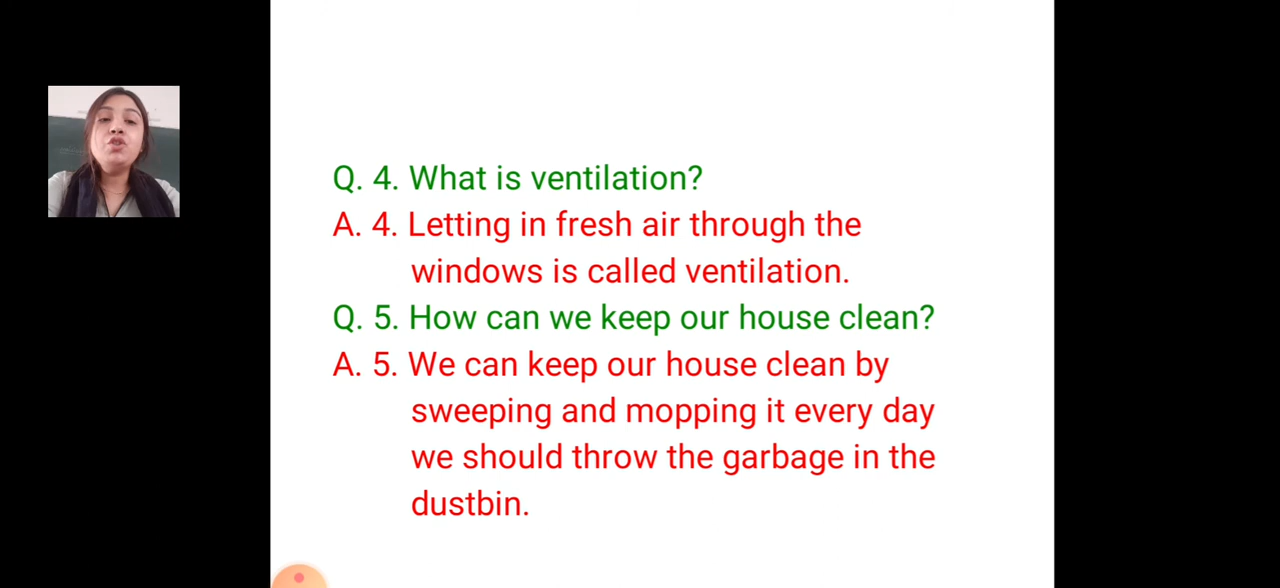 Q. 4. What is ventilation?
A. 4. Letting in fresh air through the
windows is called ventilation.
Q. 5. How can we keep our house clean?
A. 5. We can keep our house clean by
sweeping and mopping it every day
we should throw the garbage in the
dustbin.